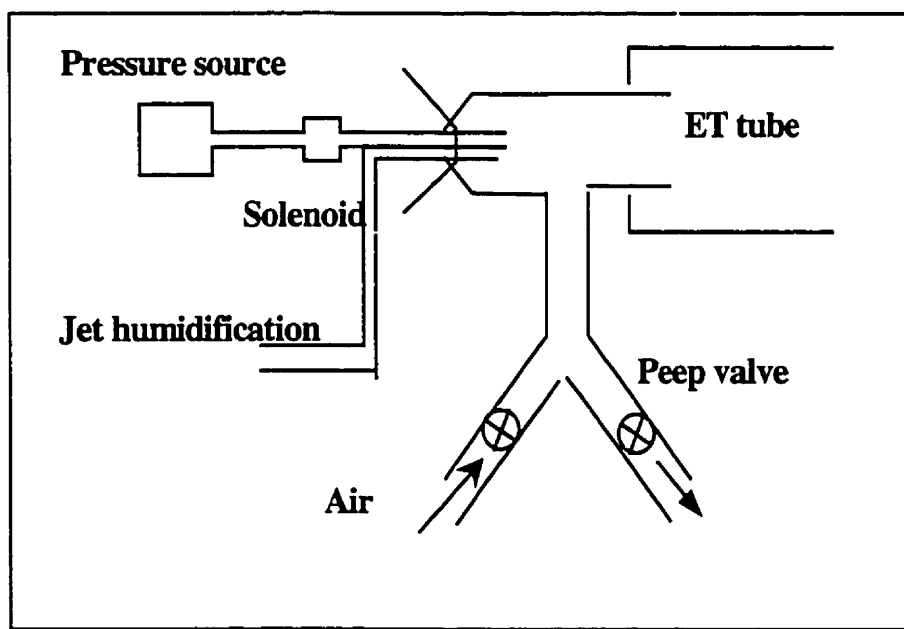 Pressure source
ET tube
Solenoid
Jet humidification
Peep valve
Air